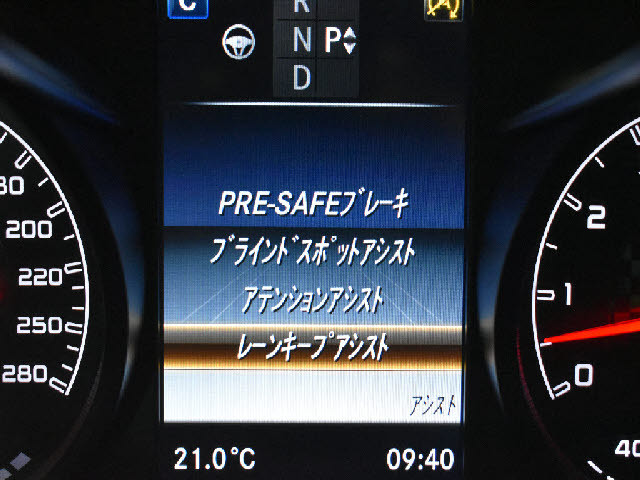 C
R
N P
D
PRE-SAFEブレーキ
ブラインドスポットアシスト
アテンションアシスト
レーンキープアシスト
アシスト
21.0°C 09:40
200
220
250
280
2
1
0